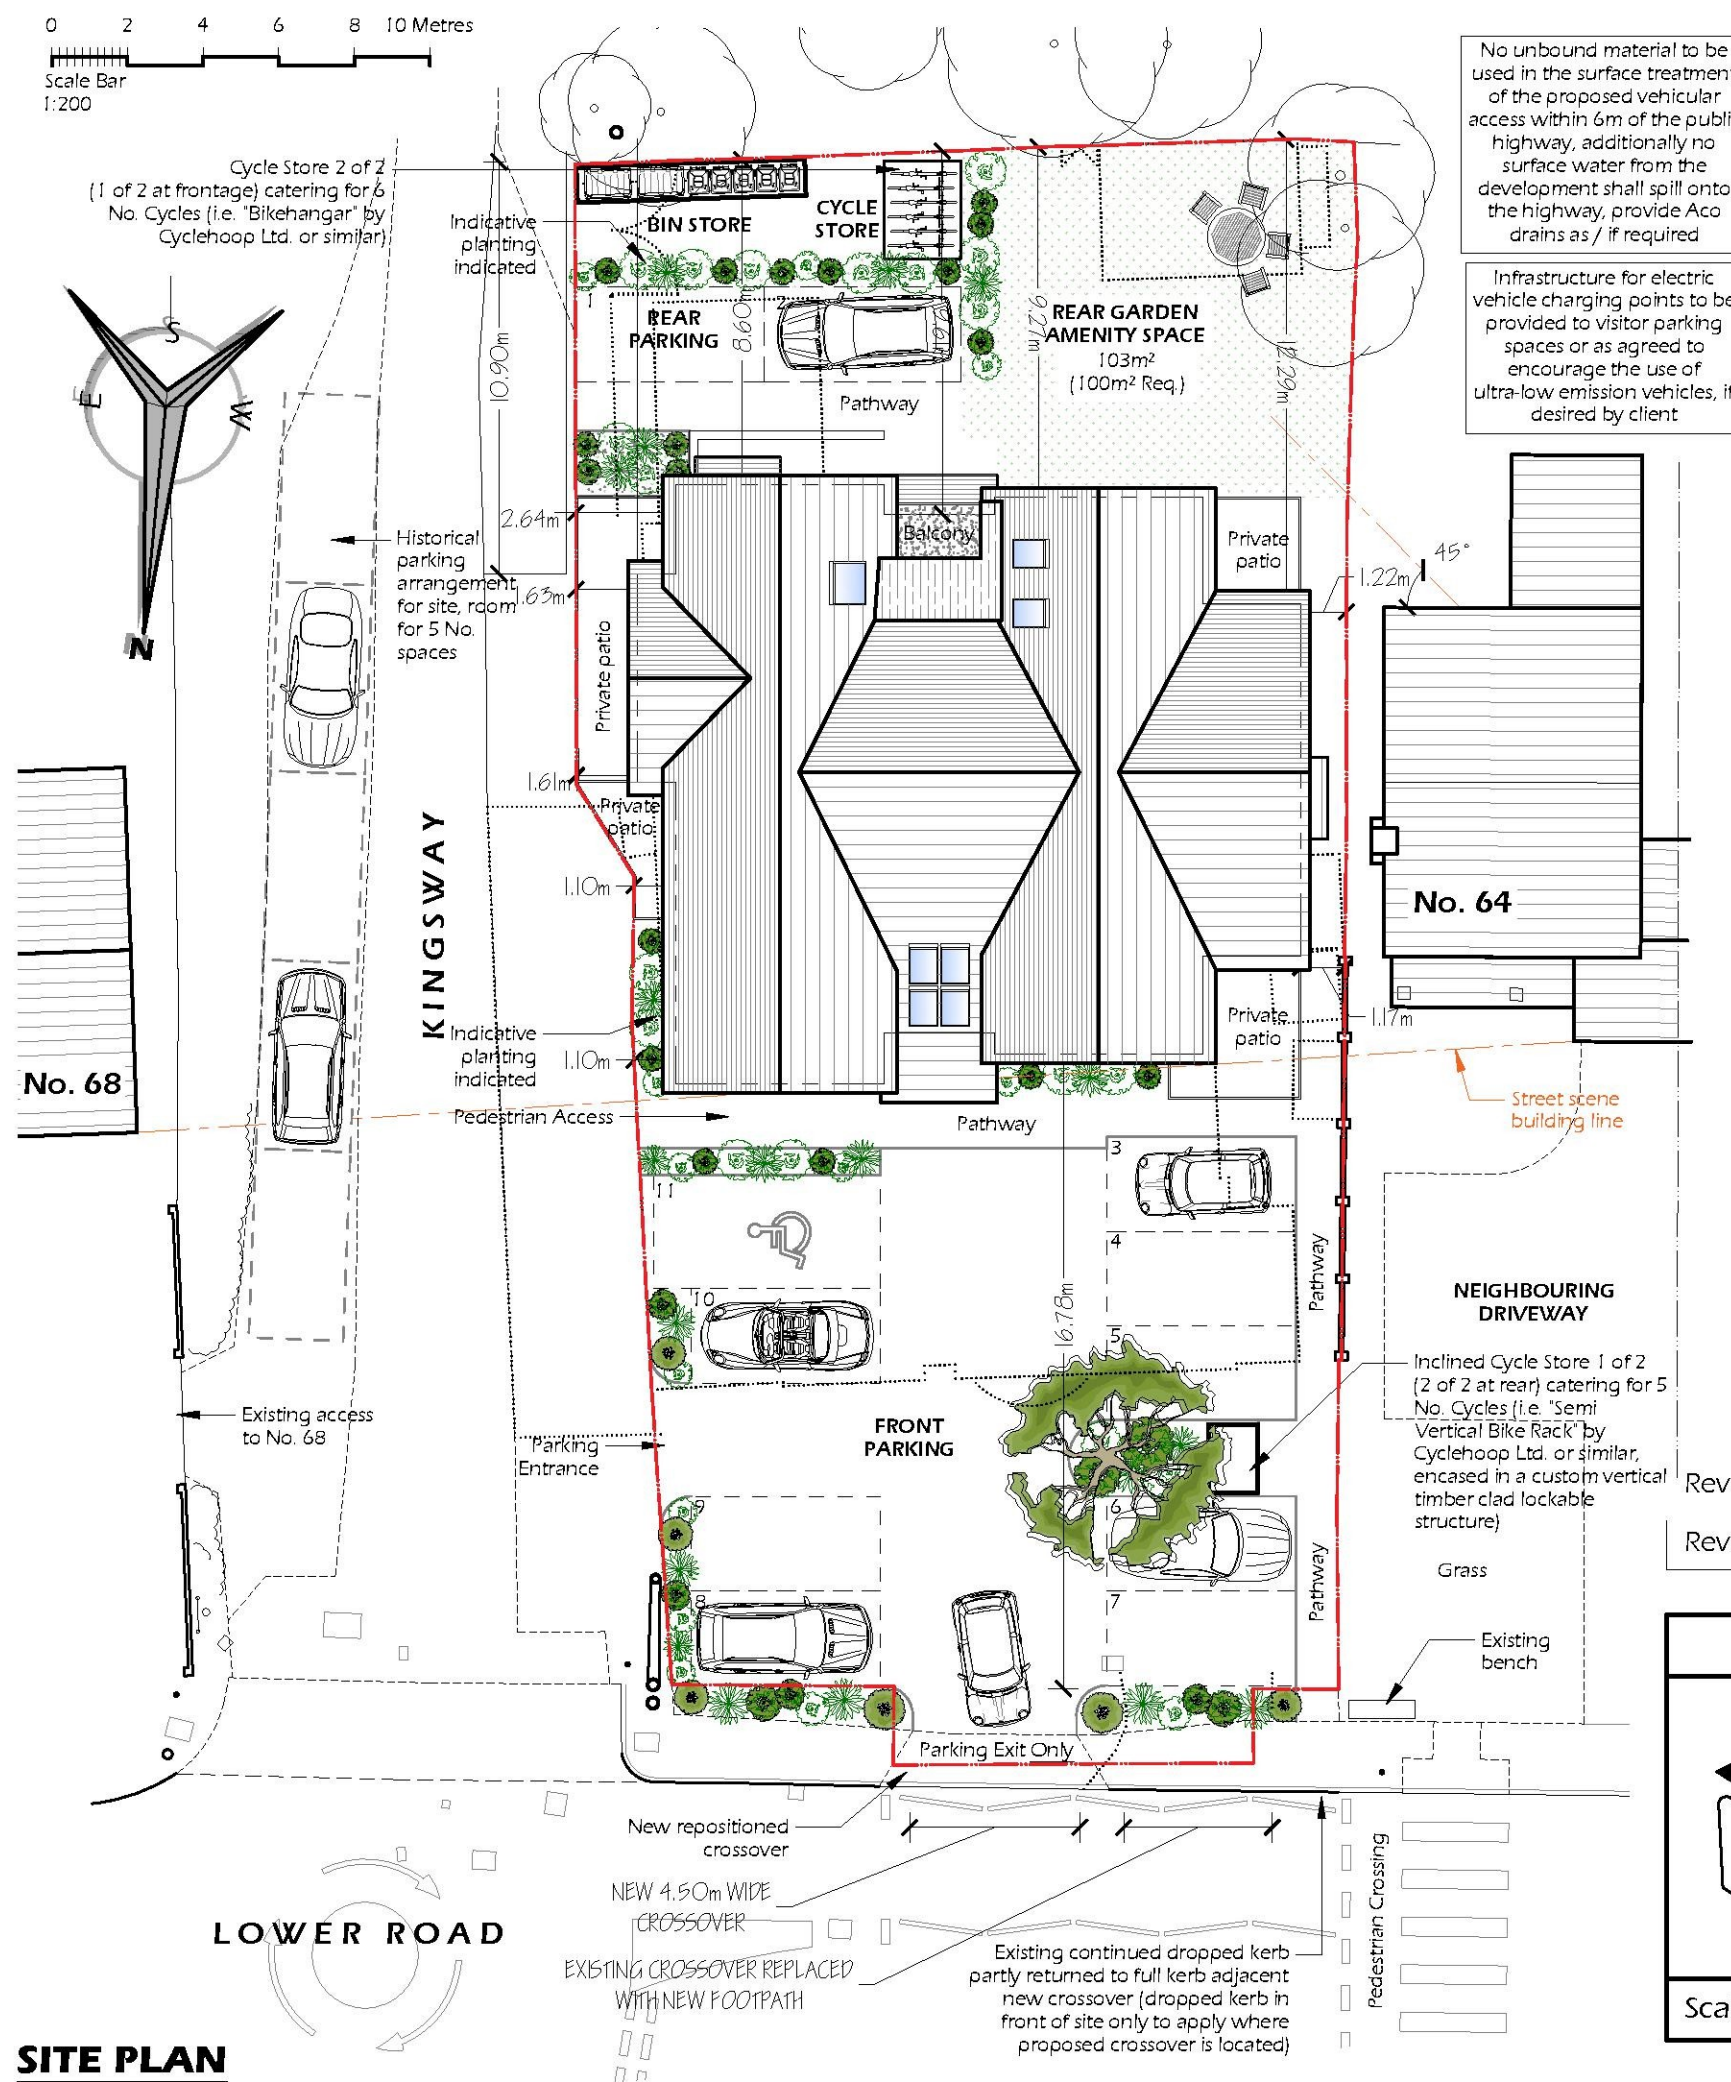 0 2 4 6 8 10 Metres
Scale Bar
1:200
No unbound material to be
used in the surface
of the proposed vehicular
access within 6m of the
highway, additionally no
surface water from the
development shall spill onto
the highway, provide Aco
drains as / if required
Infrastructure for electric
vehicle charging points to be
provided to visitor parking
spaces or as agreed to
encourage the use of
ultra-low emission vehicles,
desired by client
Cycle Store 2 of 2
(1 of 2 at frontage) catering for 6
No. Cycles (i.e. "Bikehangar" by
Cyclehoop Ltd. or similar)
Indicative
planting
indicated
BIN STORE
CYCLE
STORE
S
E
W
N
10.90m
1
REAR
PARKING
8.60m
9.27m
REAR GARDEN
AMENITY SPACE
103m²
(100m² Req.)
12.29m
Pathway
2.64m
Balcony
Private
patio
45°
1.22m
Historical
parking
arrangement
for site, room
for 5 No.
spaces
1.63m
Private patio
1.61m
Private
patio
KINGSWAY
1.10m
No. 64
Indicative
planting
indicated
1.10m
Private
patio
1.17m
No. 68
Pedestrian Access
Pathway
Street scene
building line
11
3
4
10
5
16.78m
Pathway
NEIGHBOURING
DRIVEWAY
Inclined Cycle Store 1 of 2
(2 of 2 at rear) catering for 5
No. Cycles (i.e. "Semi
Vertical Bike Rack" by
Cyclehoop Ltd. or similar,
encased in a custom vertical
timber clad lockable
structure)
Existing access
to No. 68
Parking
Entrance
FRONT
PARKING
Rev
Rev
9
6
Pathway
Grass
8
7
Existing
bench
Parking Exit Only
New repositioned
crossover
NEW 4.50m WIDE
CROSSOVER
EXISTING CROSSOVER REPLACED
WITH NEW FOOTPATH
Existing continued dropped kerb
partly returned to full kerb adjacent
new crossover (dropped kerb in
front of site only to apply where
proposed crossover is located)
Pedestrian Crossing
LOWER ROAD
Sca
SITE PLAN